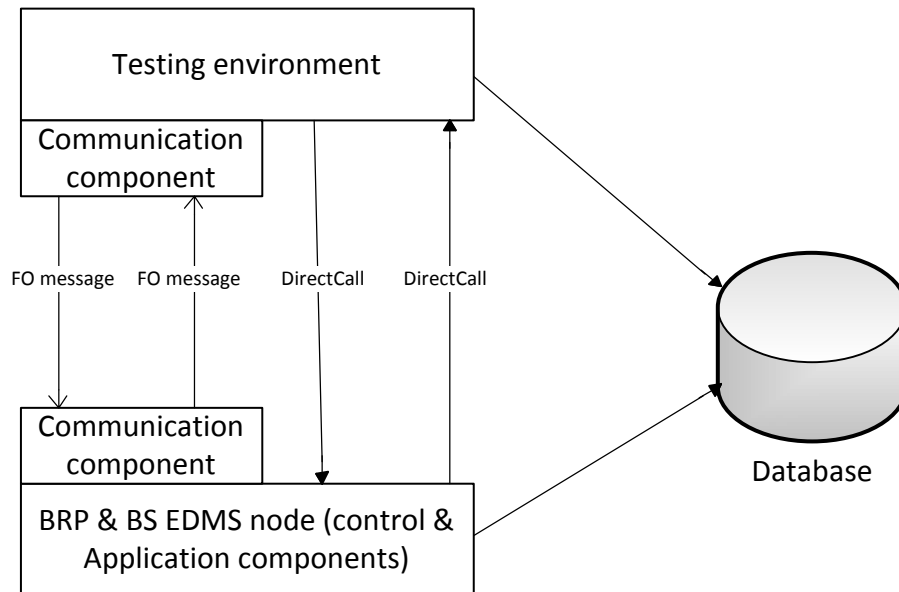 Testing environment
Communication
component
FO message
FO message
DirectCall
DirectCall
Communication
component
Database
BRP & BS EDMS node (control &
Application components)